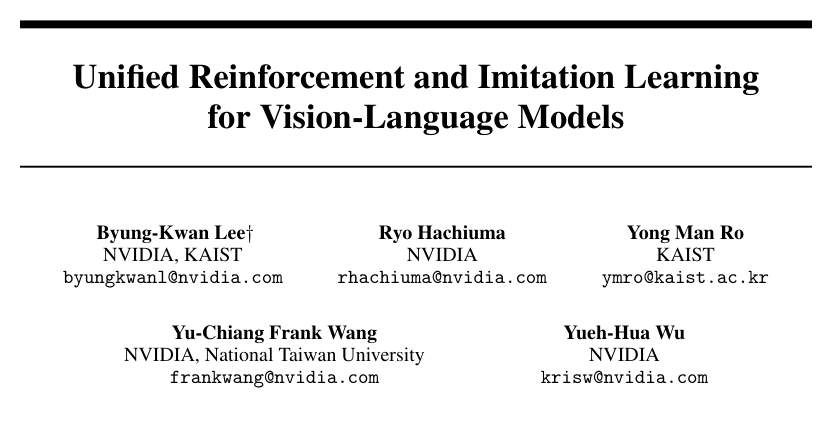 Unified Reinforcement and Imitation Learning
for Vision-Language Models
Byung-Kwan Lee†
NVIDIA, KAIST
byungkwanl@nvidia.com
Ryo Hachiuma
NVIDIA
rhachiuma@nvidia.com
Yong Man Ro
KAIST
ymro@kaist.ac.kr
Yu-Chiang Frank Wang
NVIDIA, National Taiwan University
frankwang@nvidia.com
Yueh-Hua Wu
NVIDIA
krisw@nvidia.com